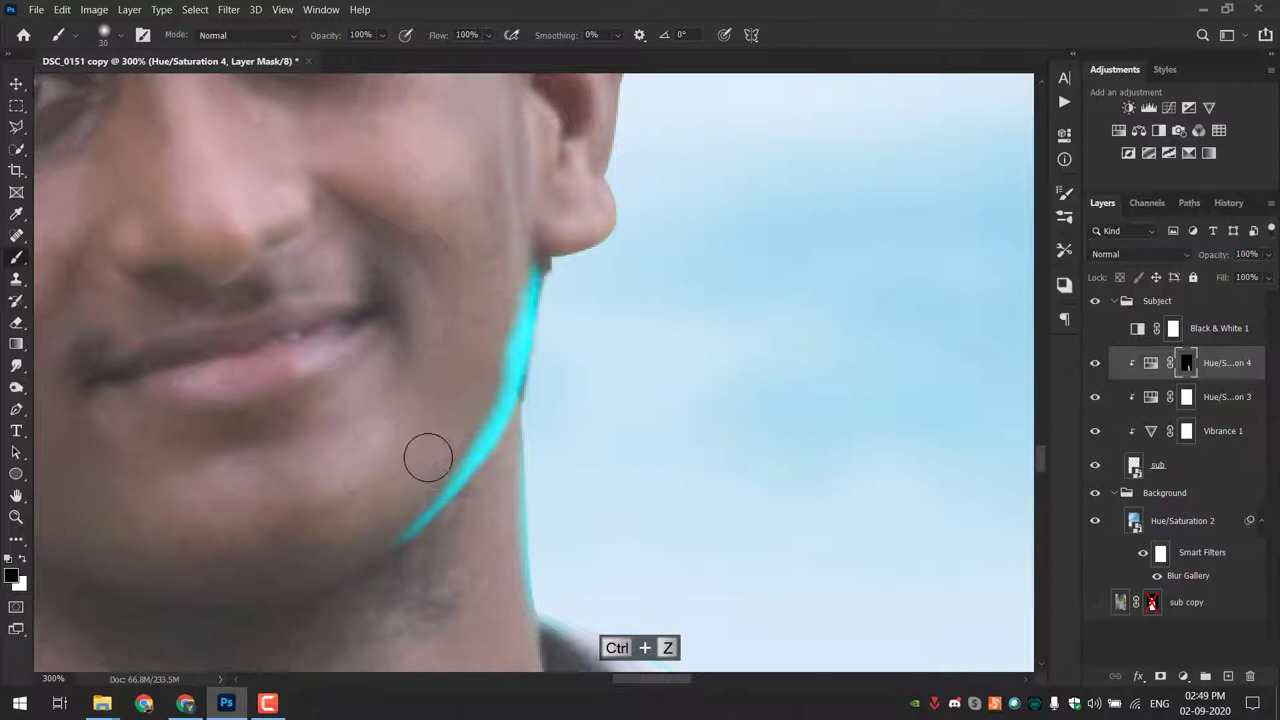 Ps File Edit Image Layer Type Select Filter 3D View Window Help
30 Mode: Normal Opacity: 100% Flow: 100% Smoothing: 0% 0°
DSC_0151 copy @ 300% (Hue/Saturation 4, Layer Mask/8) * ×
Adjustments Styles
Add an adjustment
Layers Channels Paths History
Kind
Normal Opacity: 100%
Lock: Fill: 100%
Subject
Black & White 1
Hue/S...on 4
Hue/S...on 3
Vibrance 1
sub
Background
Hue/Saturation 2
Smart Filters
Blur Gallery
sub copy
Ctrl + Z
300% Doc: 66.8M/233.5M
Ps ENG 02:49 PM
02-09-2020